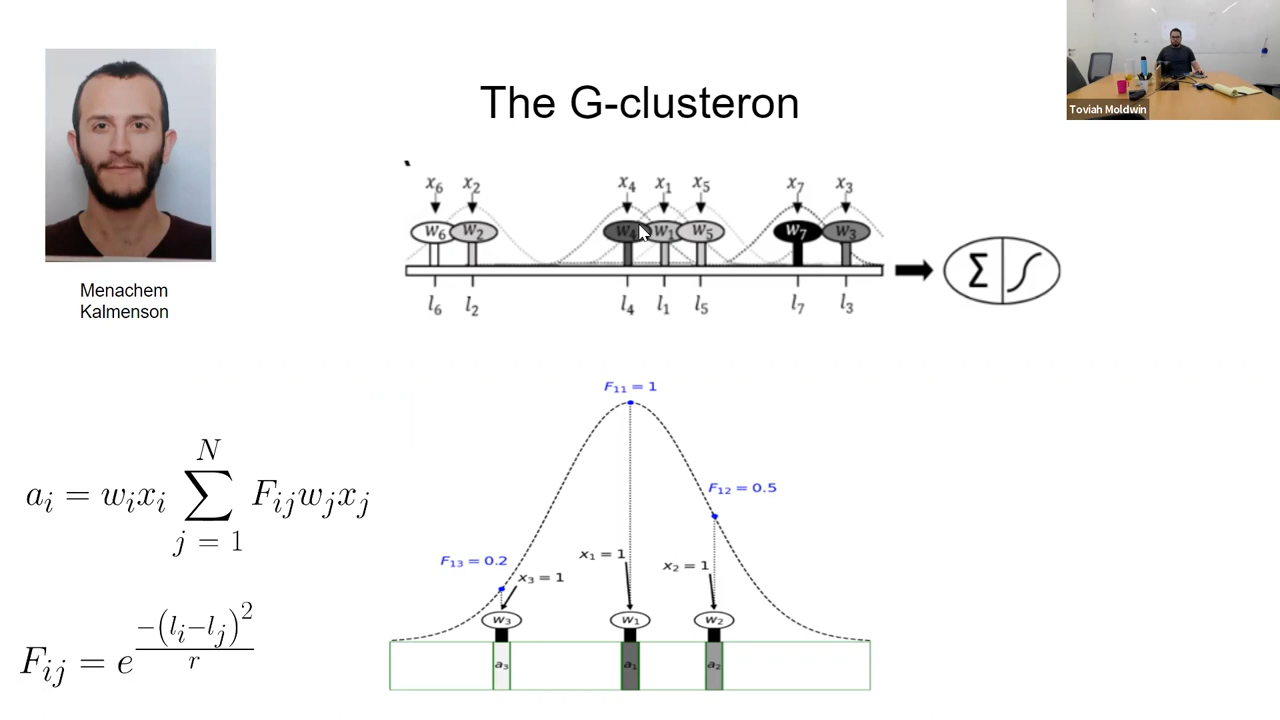 The G-clusteron
Toviah Moldwin
Menachem
Kalmenson
x₆ x₂ x₄ x₁ x₅ x₇ x₃
w₆ w₂ w₄ w₁ w₅ w₇ w₃
l₆ l₂ l₄ l₁ l₅ l₇ l₃
Σ ∫
aᵢ = wᵢxᵢ ∑_{j = 1}^{N} Fᵢⱼwⱼxⱼ
Fᵢⱼ = e^{−(lᵢ−lⱼ)²/r}
F₁₁ = 1
F₁₂ = 0.5
F₁₃ = 0.2
x₃ = 1
x₁ = 1
x₂ = 1
w₃ w₁ w₂
a₃ a₁ a₂